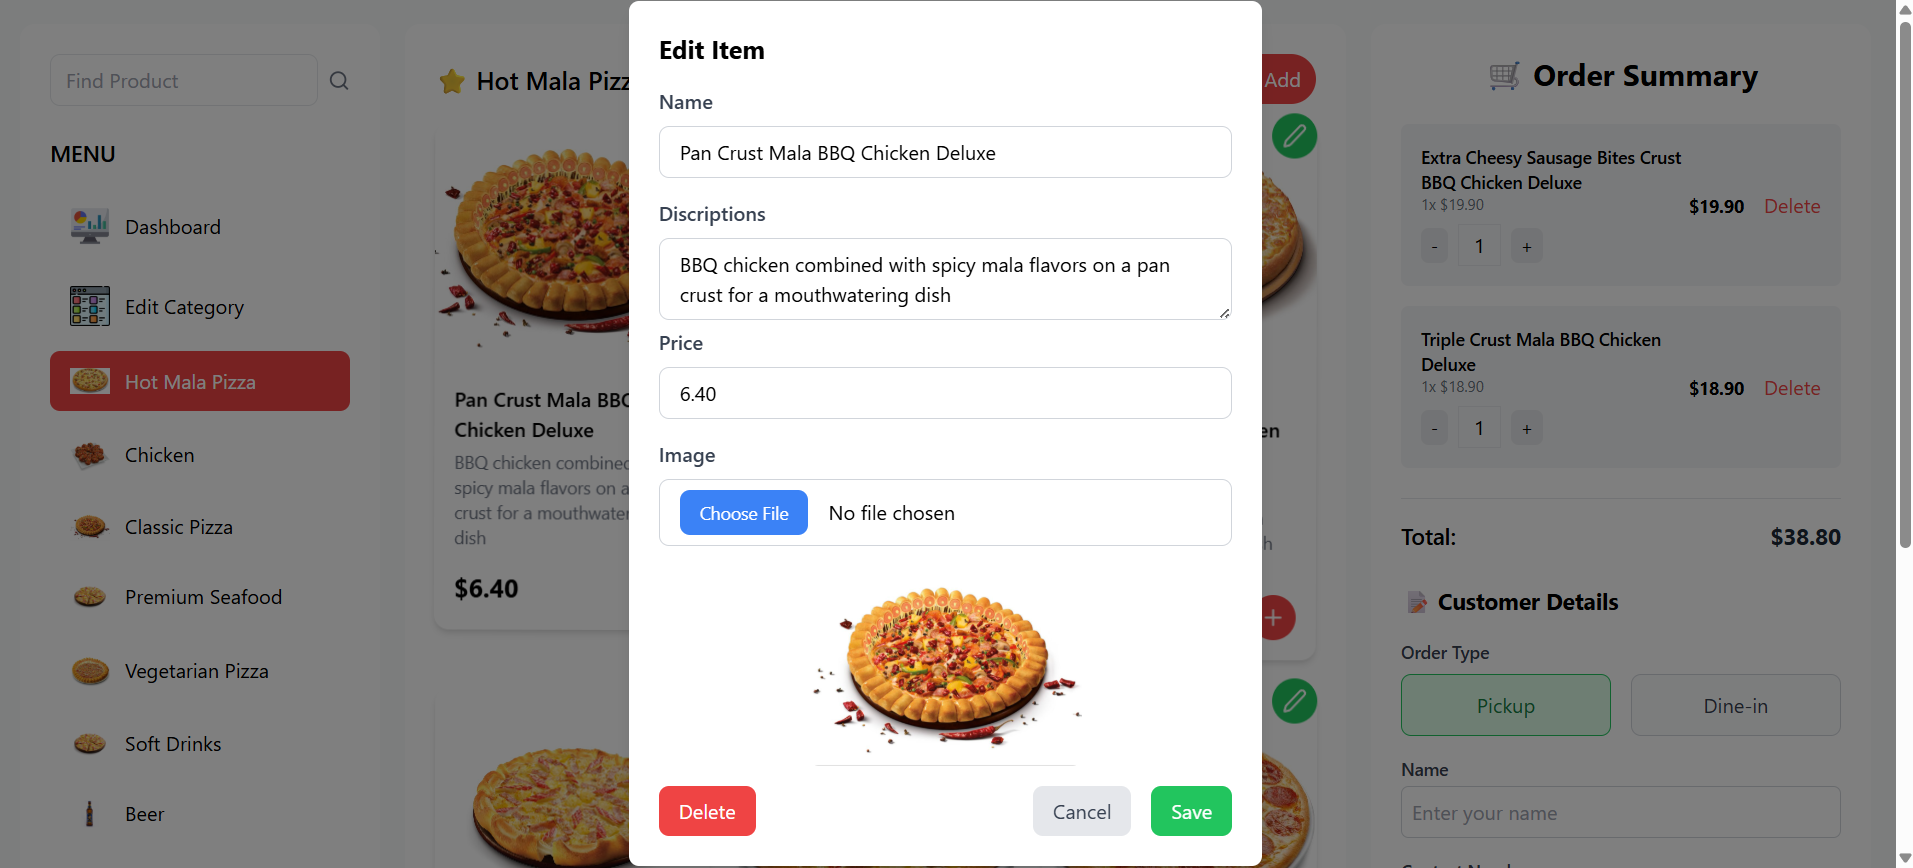 Find Product
MENU
Dashboard
Edit Category
Hot Mala Pizza
Chicken
Classic Pizza
Premium Seafood
Vegetarian Pizza
Soft Drinks
Beer
Hot Mala
Add
Pan Crust Mala
Chicken Deluxe
BBQ chicken
spicy mala flavors on a
crust for a
dish
$6.40
Edit Item
Name
Pan Crust Mala BBQ Chicken Deluxe
Discriptions
BBQ chicken combined with spicy mala flavors on a pan
crust for a mouthwatering dish
Price
6.40
Image
Choose File No file chosen
Delete Cancel Save
Order Summary
Extra Cheesy Sausage Bites Crust
BBQ Chicken Deluxe
1x $19.90
$19.90 Delete
- 1 +
Triple Crust Mala BBQ Chicken
Deluxe
1x $18.90
$18.90 Delete
- 1 +
Total: $38.80
Customer Details
Order Type
Pickup Dine-in
Name
Enter your name